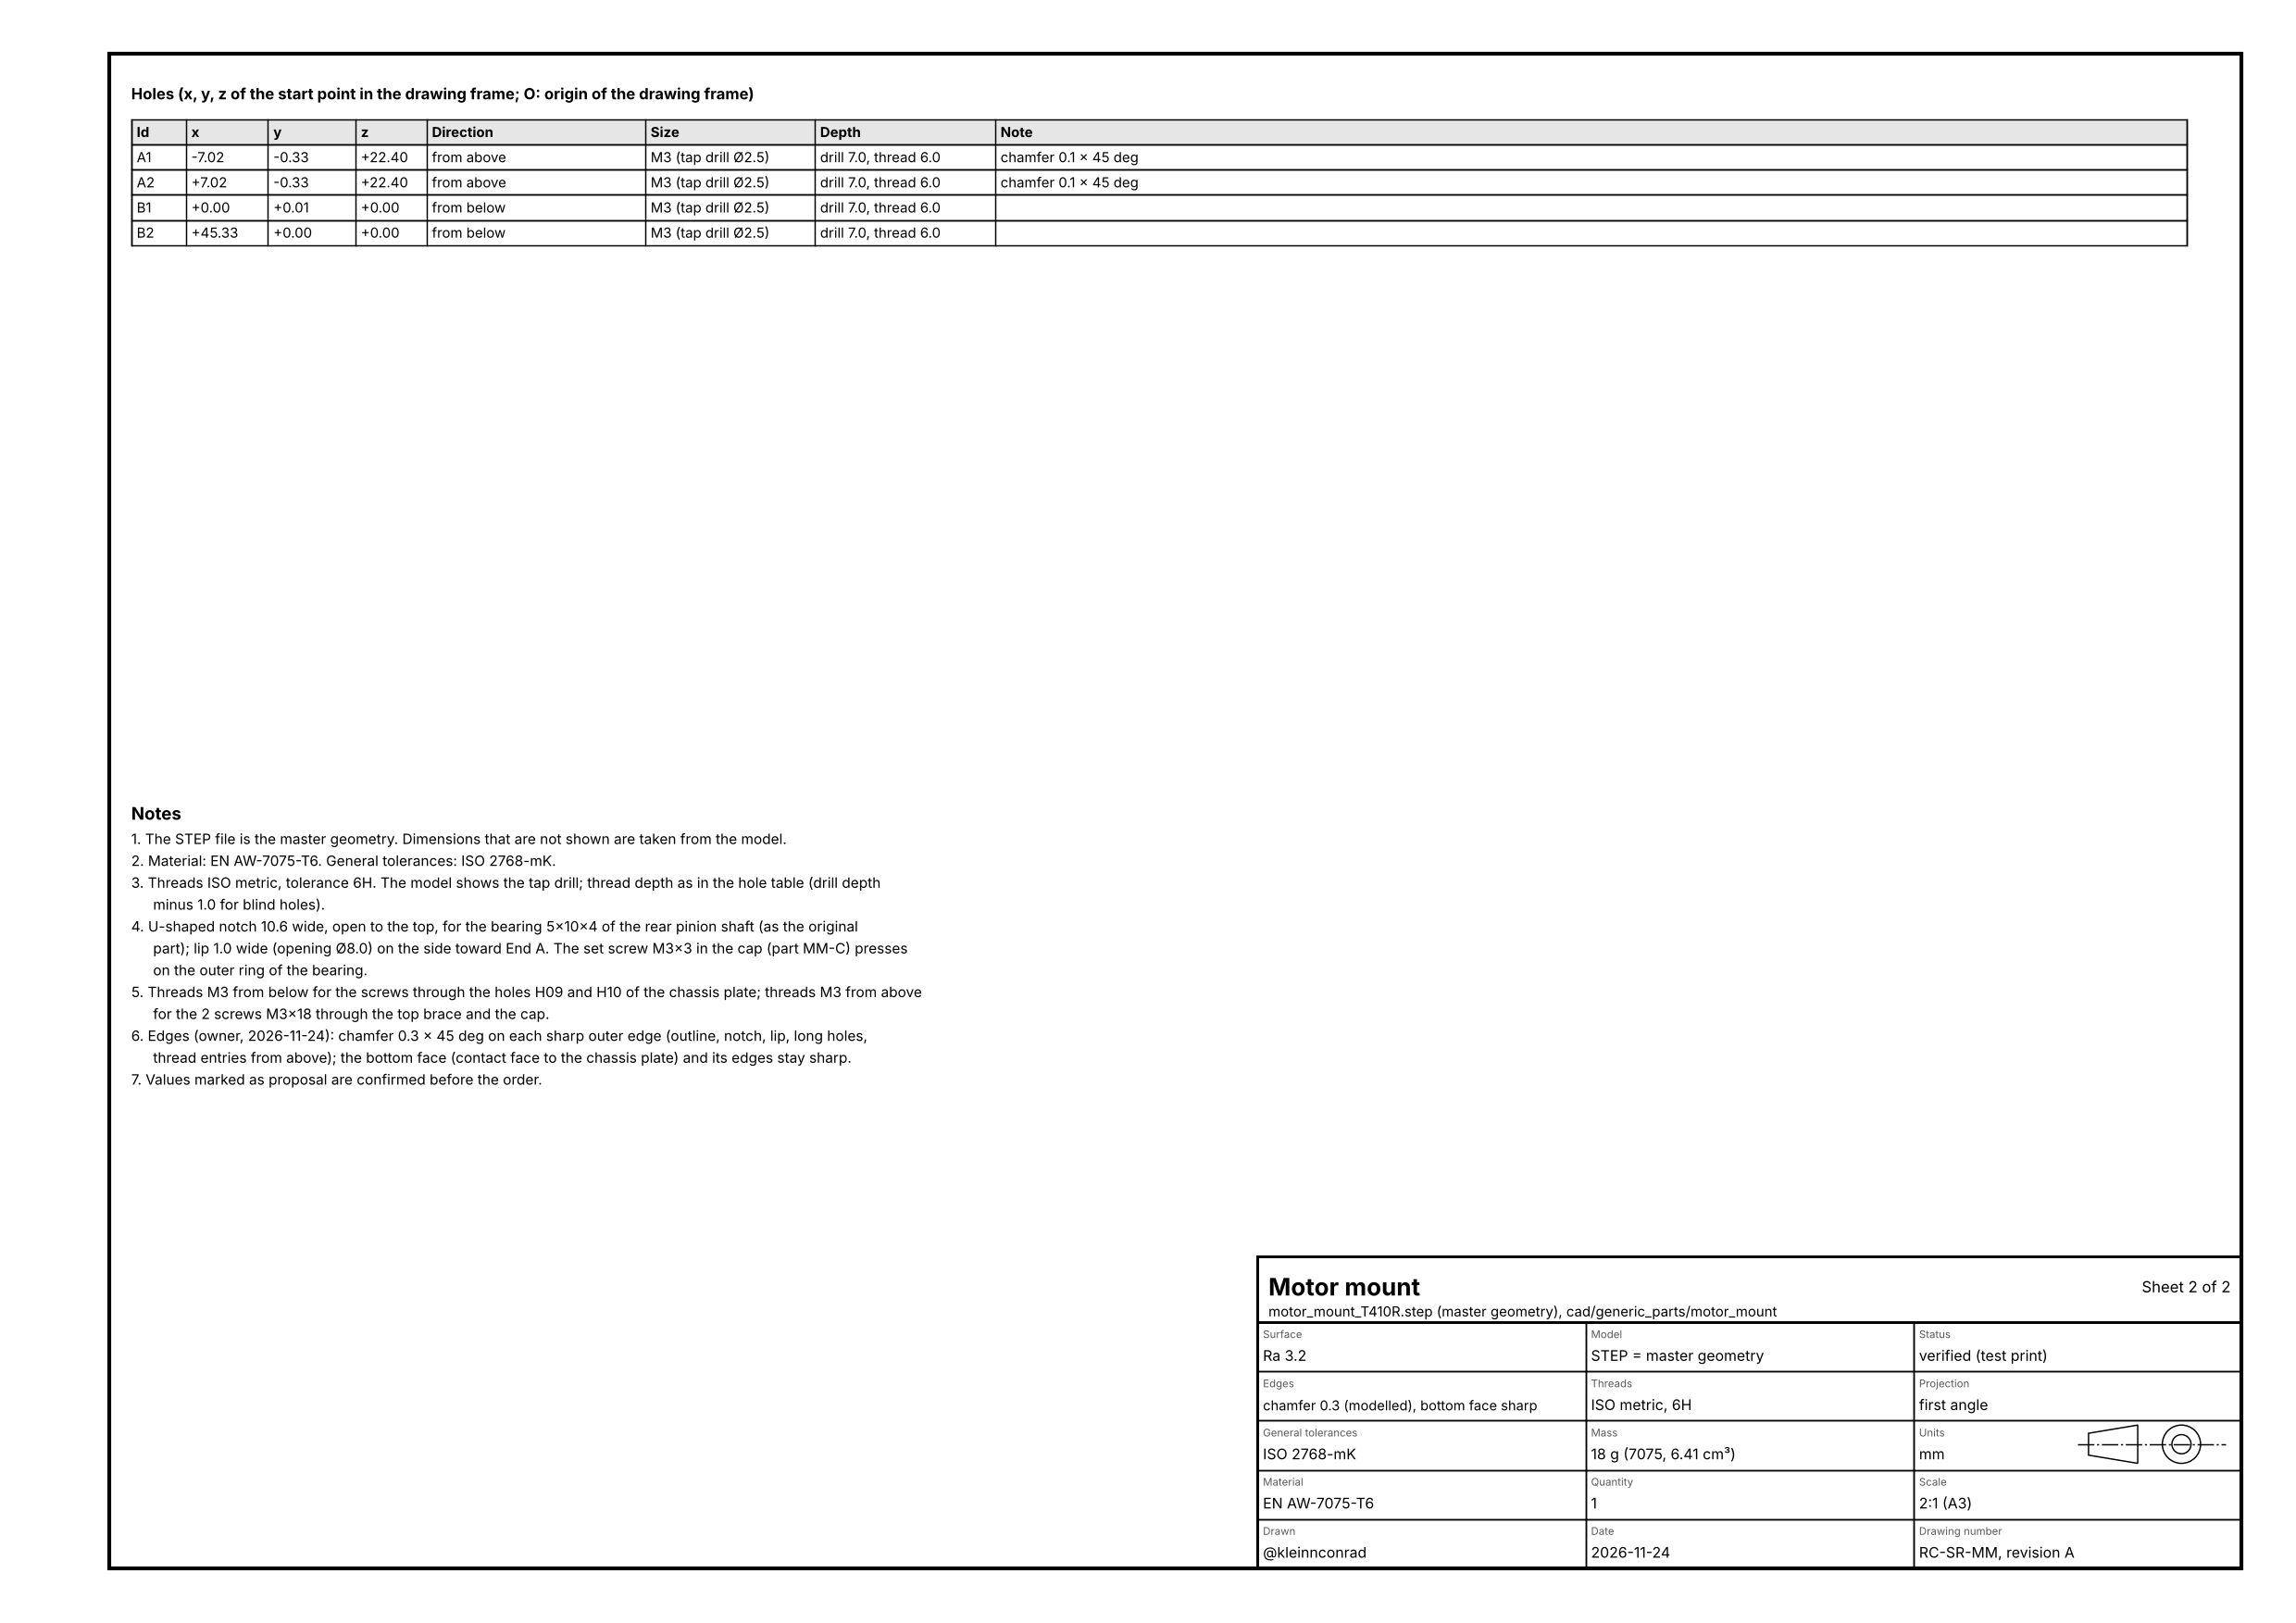 Holes (x, y, z of the start point in the drawing frame; O: origin of the drawing frame)
Id x y z Direction Size Depth Note
A1 -7.02 -0.33 +22.40 from above M3 (tap drill Ø2.5) drill 7.0, thread 6.0 chamfer 0.1 × 45 deg
A2 +7.02 -0.33 +22.40 from above M3 (tap drill Ø2.5) drill 7.0, thread 6.0 chamfer 0.1 × 45 deg
B1 +0.00 +0.01 +0.00 from below M3 (tap drill Ø2.5) drill 7.0, thread 6.0
B2 +45.33 +0.00 +0.00 from below M3 (tap drill Ø2.5) drill 7.0, thread 6.0
Notes
1. The STEP file is the master geometry. Dimensions that are not shown are taken from the model.
2. Material: EN AW-7075-T6. General tolerances: ISO 2768-mK.
3. Threads ISO metric, tolerance 6H. The model shows the tap drill; thread depth as in the hole table (drill depth
minus 1.0 for blind holes).
4. U-shaped notch 10.6 wide, open to the top, for the bearing 5×10×4 of the rear pinion shaft (as the original
part); lip 1.0 wide (opening Ø8.0) on the side toward End A. The set screw M3×3 in the cap (part MM-C) presses
on the outer ring of the bearing.
5. Threads M3 from below for the screws through the holes H09 and H10 of the chassis plate; threads M3 from above
for the 2 screws M3×18 through the top brace and the cap.
6. Edges (owner, 2026-11-24): chamfer 0.3 × 45 deg on each sharp outer edge (outline, notch, lip, long holes,
thread entries from above); the bottom face (contact face to the chassis plate) and its edges stay sharp.
7. Values marked as proposal are confirmed before the order.
Motor mount Sheet 2 of 2
motor_mount_T410R.step (master geometry), cad/generic_parts/motor_mount
Surface Model Status
Ra 3.2 STEP = master geometry verified (test print)
Edges Threads Projection
chamfer 0.3 (modelled), bottom face sharp ISO metric, 6H first angle
General tolerances Mass Units
ISO 2768-mK 18 g (7075, 6.41 cm³) mm
Material Quantity Scale
EN AW-7075-T6 1 2:1 (A3)
Drawn Date Drawing number
@kleinnconrad 2026-11-24 RC-SR-MM, revision A